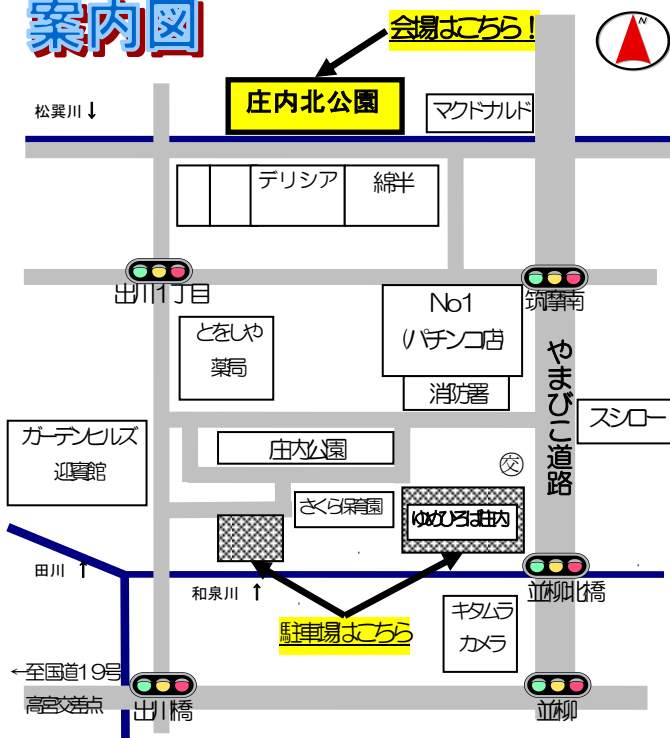 案内図
会場はこちら！
N
庄内北公園
マクドナルド
松巽川↓
デリシア
綿半
出川1丁目
筑摩南
No1
(パチンコ店)
とをしや
薬局
消防署
やまびこ道路
スシロー
ガーデンヒルズ
迎賓館
庄内公園
交
さくら保育園
ゆめひろば庄内
田川 ↑
和泉川 ↑
並柳北橋
駐車場はこちら
キタムラ
カメラ
←至国道19号
高宮交差点
出川橋
並柳